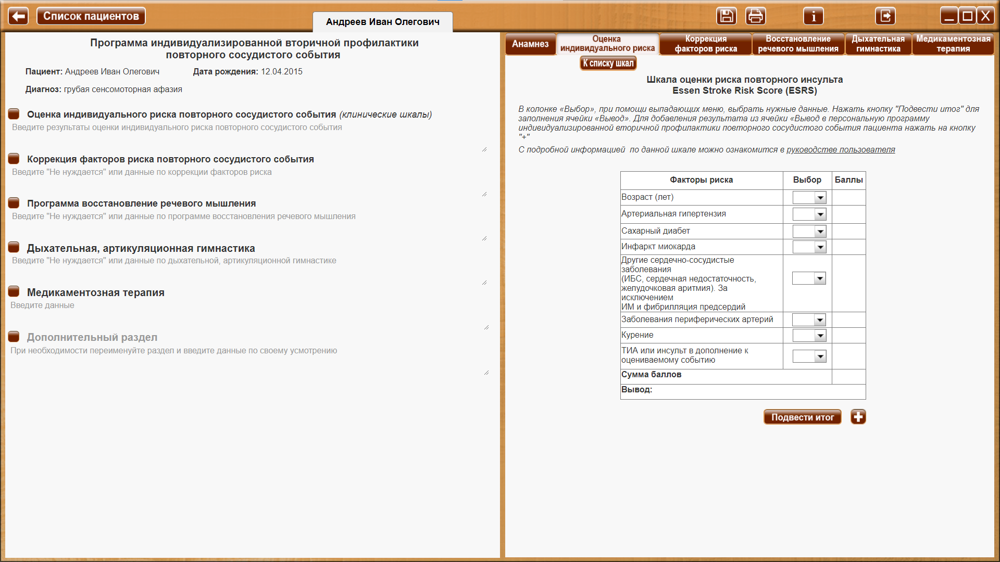 Список пациентов
Андреев Иван Олегович
Программа индивидуализированной вторичной профилактики
повторного сосудистого события
Пациент: Андреев Иван Олегович Дата рождения: 12.04.2015
Диагноз: грубая сенсомоторная афазия
Оценка индивидуального риска повторного сосудистого события (клинические шкалы)
Введите результаты оценки индивидуального риска повторного сосудистого события
Коррекция факторов риска повторного сосудистого события
Введите "Не нуждается" или данные по коррекции факторов риска
Программа восстановление речевого мышления
Введите "Не нуждается" или данные по программе восстановления речевого мышления
Дыхательная, артикуляционная гимнастика
Введите "Не нуждается" или данные по дыхательной, артикуляционной гимнастике
Медикаментозная терапия
Введите данные
Дополнительный раздел
При необходимости переименуйте раздел и введите данные по своему усмотрению
Анамнез
Оценка
индивидуального риска
Коррекция
факторов риска
Восстановление
речевого мышления
Дыхательная
гимнастика
Медикаментозная
терапия
К списку шкал
Шкала оценки риска повторного инсульта
Essen Stroke Risk Score (ESRS)
В колонке «Выбор», при помощи выпадающих меню, выбрать нужные данные. Нажать кнопку "Подвести итог" для
заполнения ячейки «Вывод». Для добавления результата из ячейки «Вывод в персональную программу
индивидуализированной вторичной профилактики повторного сосудистого события пациента нажать на кнопку
"+"
С подробной информацией по данной шкале можно ознакомится в руководстве пользователя
Факторы риска Выбор Баллы
Возраст (лет)
Артериальная гипертензия
Сахарный диабет
Инфаркт миокарда
Другие сердечно-сосудистые
заболевания
(ИБС, сердечная недостаточность,
желудочковая аритмия). За
исключением
ИМ и фибрилляция предсердий
Заболевания периферических артерий
Курение
ТИА или инсульт в дополнение к
оцениваемому событию
Сумма баллов
Вывод:
Подвести итог